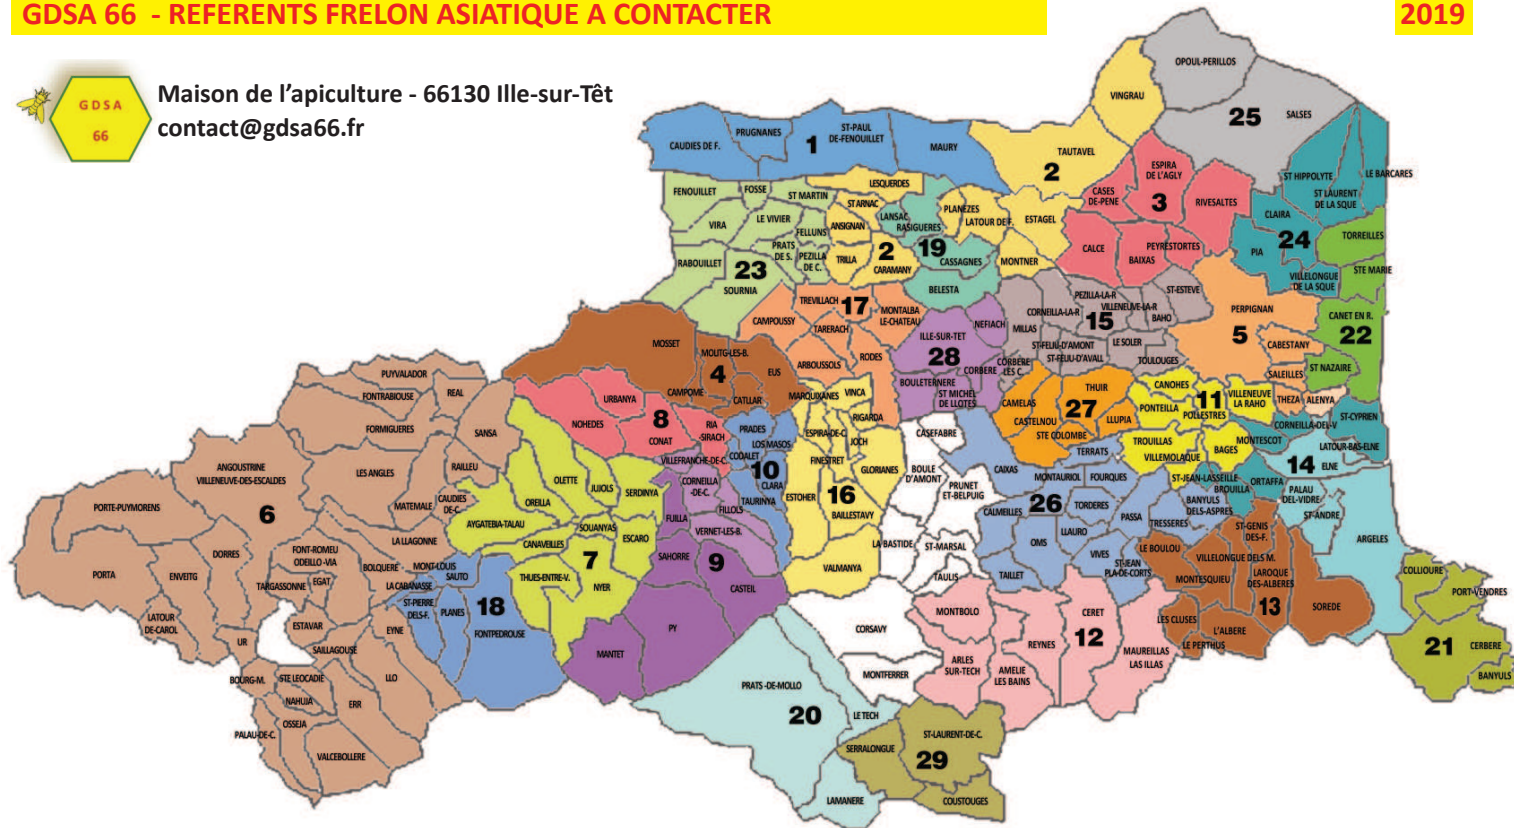 GDSA 66 - REFERENTS FRELON ASIATIQUE A CONTACTER
2019
GDSA
66
Maison de l'apiculture - 66130 Ille-sur-Têt
contact@gdsa66.fr
OPOUL-PERILLOS
VINGRAU
25
SALSES
CAUDIES DE F.
PRUGNANES
1
ST-PAUL
DE-FENOUILLET
MAURY
TAUTAVEL
2
ESPIRA
DE L'AGLY
CASES
DE-PENE
3
RIVESALTES
CALCE
BAIXAS
PEYRESTORTES
ST HIPPOLYTE
LE BARCARES
ST LAURENT
DE LA SQUE
CLAIRA
24
PIA
VILLELONGUE
DE LA SQUE
TORREILLES
STE MARIE
CANET EN R.
22
ST NAZAIRE
FENOUILLET
FOSSE
ST MARTIN
LESQUERDES
VIRA
LE VIVIER
FELLUNS
RABOUILLET
23
PRATS
DE S.
PEZILLA
DE C.
SOURNIA
ST ARNAC
ANSIGNAN
TRILLA
2
CARAMANY
LANSAC
RASIGUERES
19
CASSAGNES
BELESTA
PLANEZES
LATOUR DE F.
ESTAGEL
MONTNER
TREVILLACH
17
MONTALBA
LE-CHATEAU
CAMPOUSSY
TARERACH
ARBOUSSOLS
RODES
ILLE-SUR-TET
NEFIACH
28
BOULETERNERE
CORBERE
ST MICHEL
DE LLOTES
CORBERE
LES C.
PEZILLA-LA-R
VILLENEUVE-LA-R
ST-ESTEVE
CORNEILLA-LA-R
15
BAHO
MILLAS
ST-FELIU-D'AMONT
LE SOLER
ST-FELIU-D'AVALL
TOULOUGES
PERPIGNAN
5
CABESTANY
SALEILLES
MOSSET
MOLITG-LES-B.
4
EUS
CAMPOME
CATLLAR
URBANYA
8
NOHEDES
CONAT
RIA
SIRACH
VILLEFRANCHE-DE-C.
PRADES
LOS MASOS
CODALET
10
CLARA
TAURINYA
MARQUIXANES
VINCA
RIGARDA
ESPIRA-DE-C.
JOCH
FINESTRET
GLORIANES
ESTOHER
16
BAILLESTAVY
VALMANYA
CASEFABRE
BOULE
D'AMONT
PRUNET
ET-BELPUIG
LA BASTIDE
ST-MARSAL
TAULIS
CORSAVY
MONTFERRER
THUIR
CAMELAS
27
CASTELNOU
LLUPIA
STE COLOMBE
TERRATS
CANOHES
11
VILLENEUVE
LA RAHO
PONTEILLA
POLLESTRES
TROUILLAS
VILLEMOLAQUE
BAGES
THEZA
ALENYA
CORNEILLA-DEL-V
ST-CYPRIEN
MONTESCOT
LATOUR-BAS-ELNE
14
ELNE
ST-JEAN-LASSEILLE
BROUILLA
ORTAFFA
PALAU
DEL-VIDRE
ST-ANDRE
ARGELES
CAIXAS
MONTAURIOL
FOURQUES
CALMEILLES
26
TORDERES
PASSA
BANYULS
DELS-ASPRES
TRESSERES
OMS
LLAURO
VIVES
TAILLET
ST-JEAN
PLA-DE-CORTS
LE BOULOU
ST-GENIS
DES-F.
VILLELONGUE DELS M.
MONTESQUIEU
LAROQUE
DES-ALBERES
13
SOREDE
LES CLUSES
L'ALBERE
LE PERTHUS
COLLIOURE
PORT-VENDRES
21
CERBERE
BANYULS
MONTBOLO
CERET
REYNES
12
MAUREILLAS
LAS ILLAS
ARLES
SUR-TECH
AMELIE
LES BAINS
PRATS -DE-MOLLO
20
LE TECH
LAMANERE
ST-LAURENT-DE-C.
SERRALONGUE
29
COUSTOUGES
PUYVALADOR
REAL
FONTRABIOUSE
FORMIGUERES
SANSA
ANGOUSTRINE
VILLENEUVE-DES-ESCALDES
LES ANGLES
RAILLEU
6
MATEMALE
CAUDIES
DE-C.
PORTE-PUYMORENS
LA LLAGONNE
DORRES
FONT-ROMEU
ODEILLO -VIA
BOLQUERE
MONT-LOUIS
PORTA
ENVEITG
TARGASSONNE
EGAT
LA CABANASSE
SAUTO
LATOUR
DE-CAROL
UR
ESTAVAR
SAILLAGOUSE
EYNE
ST-PIERRE
DELS-F.
PLANES
18
FONTPEDROUSE
BOURG-M.
STE LEOCADIE
NAHUJA
LLO
ERR
OSSEJA
PALAU-DE-C.
VALCEBOLLERE
OLETTE
JUJOLS
SERDINYA
OREILLA
AYGATEBIA-TALAU
SOUANYAS
ESCARO
CANAVEILLES
7
THUES-ENTRE-V.
NYER
CORNEILLA
-DE-C.
FILLOLS
FUILLA
VERNET-LES-B.
SAHORRE
9
CASTEIL
PY
MANTET